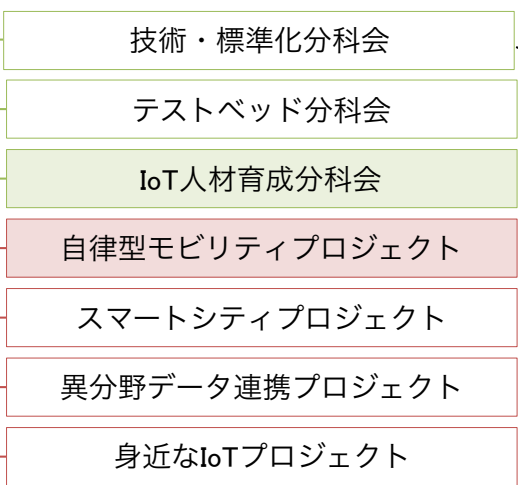 技術・標準化分科会
テストベッド分科会
IoT人材育成分科会
自律型モビリティプロジェクト
スマートシティプロジェクト
異分野データ連携プロジェクト
身近なIoTプロジェクト